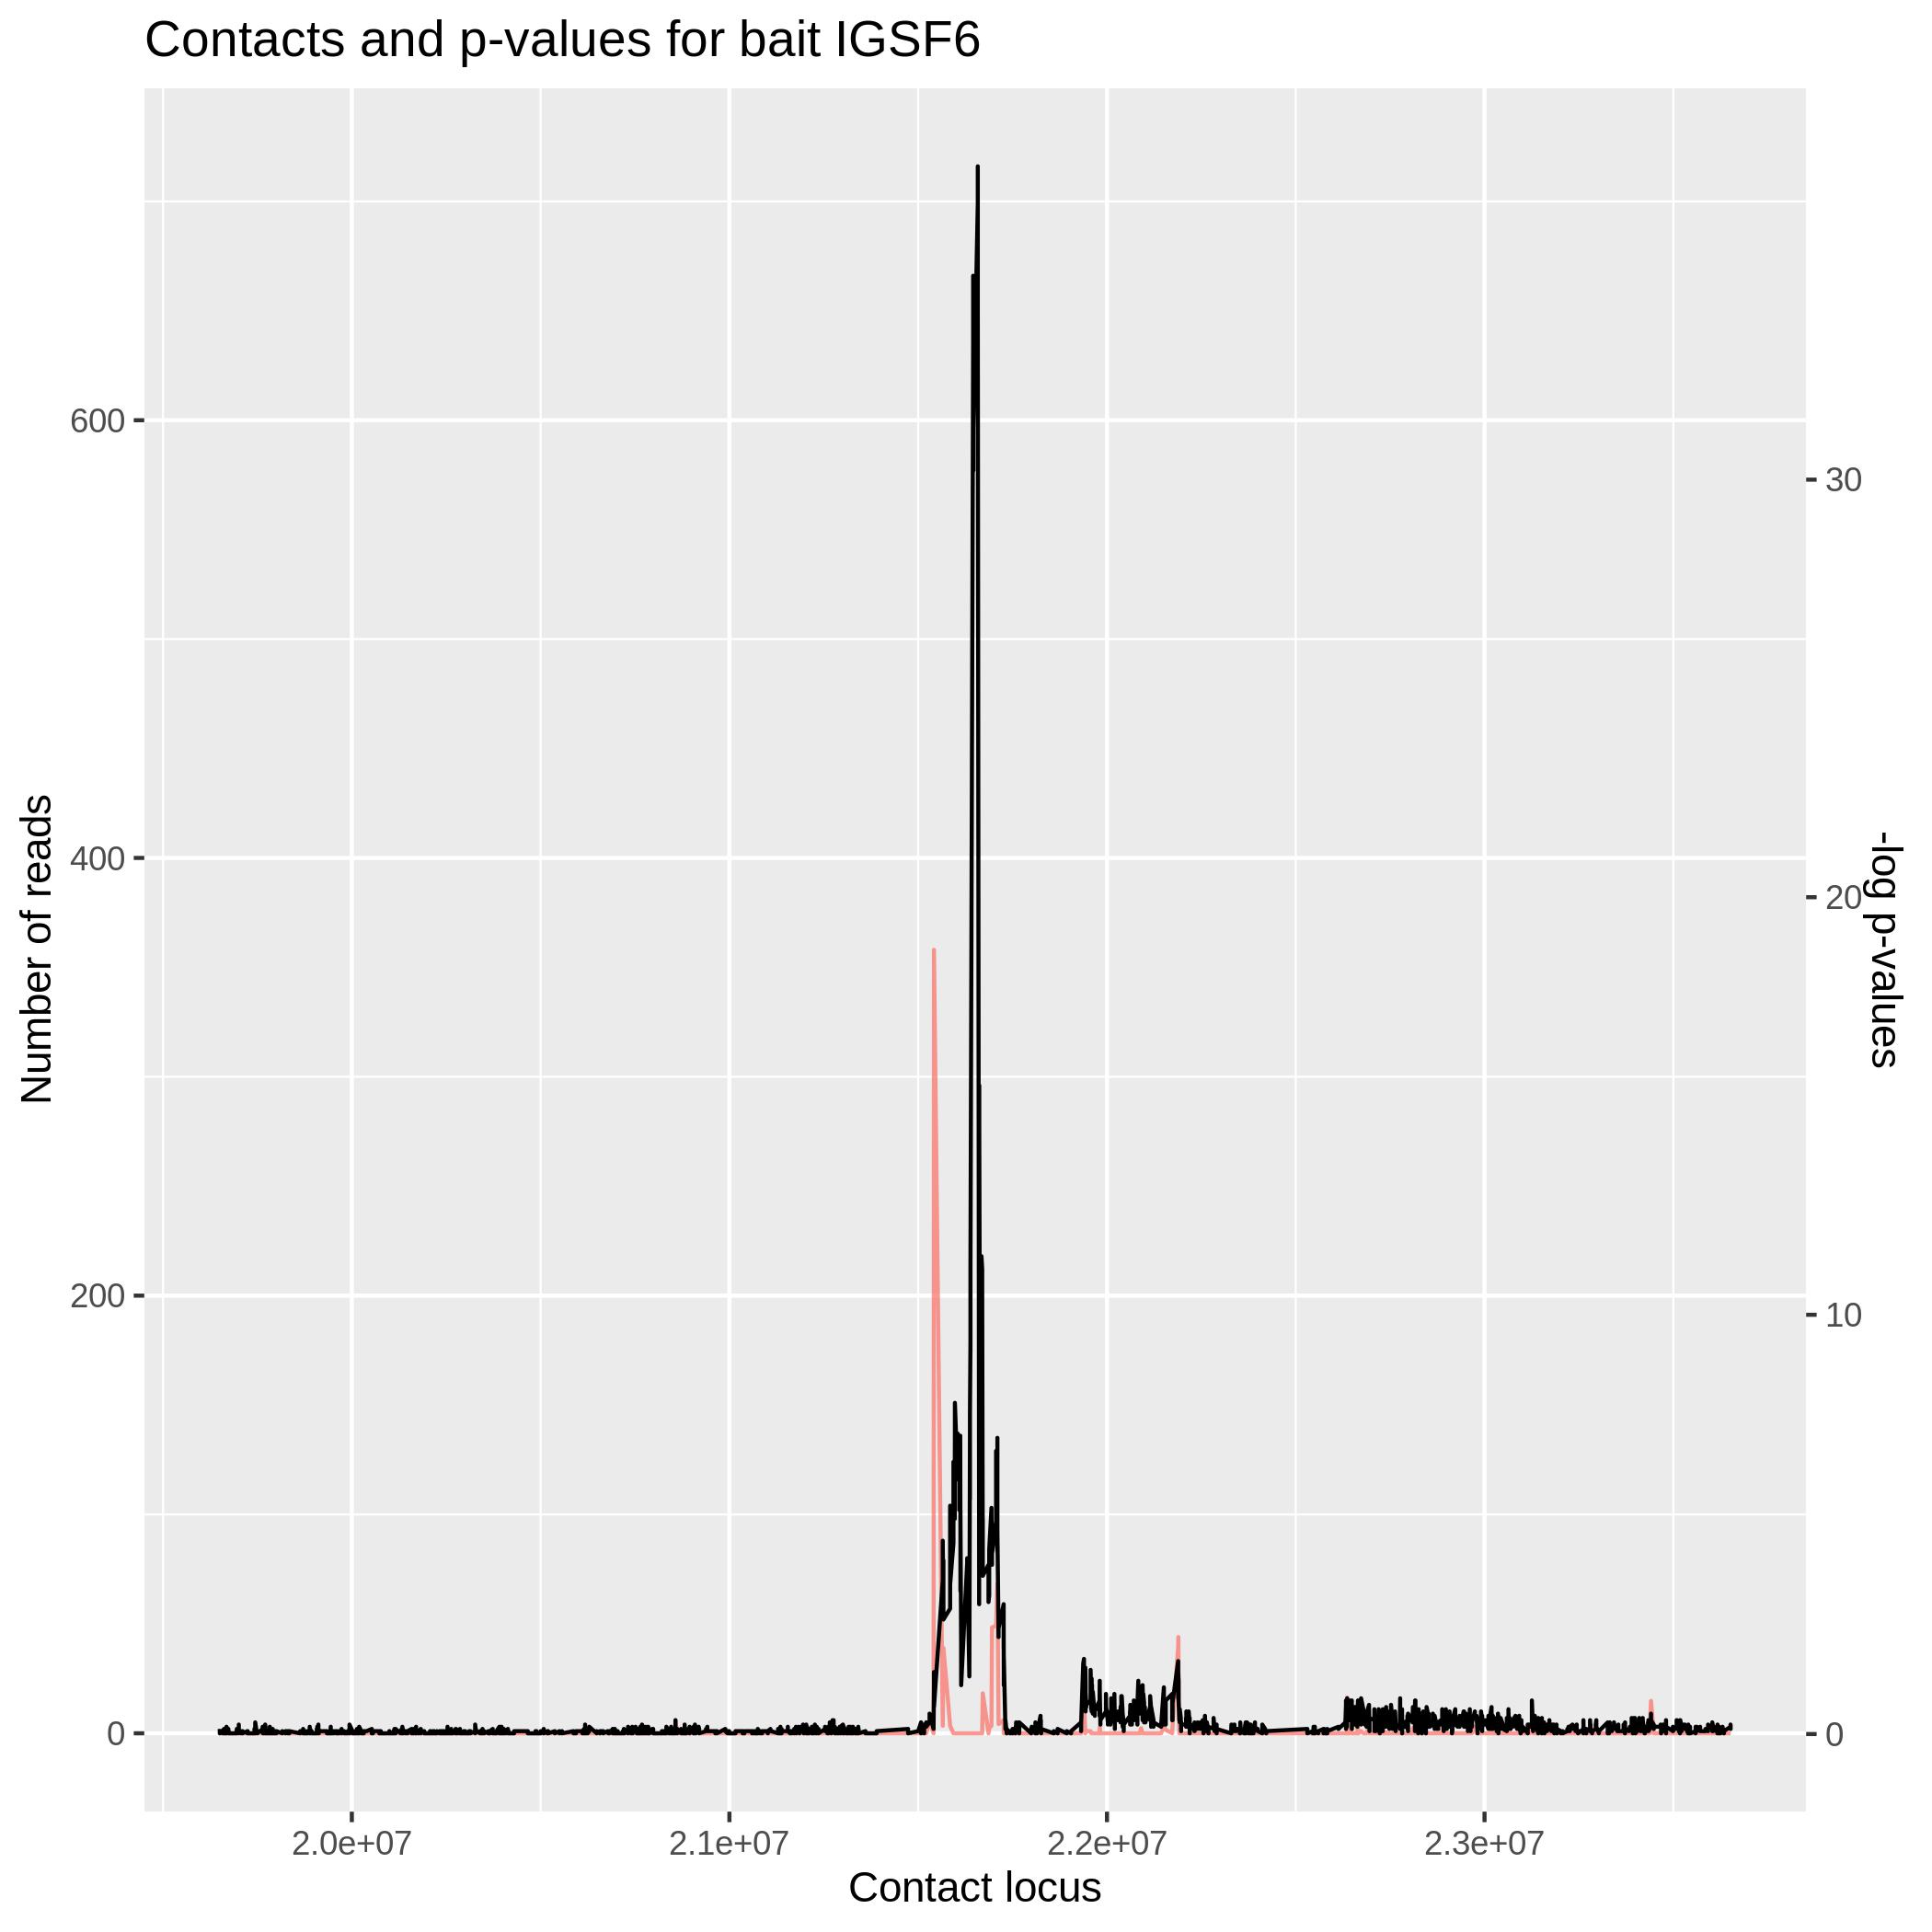 Contacts and p-values for bait IGSF6
Number of reads
600
400
200
0
30
20
10
0
-log p-values
2.0e+07
2.1e+07
2.2e+07
2.3e+07
Contact locus